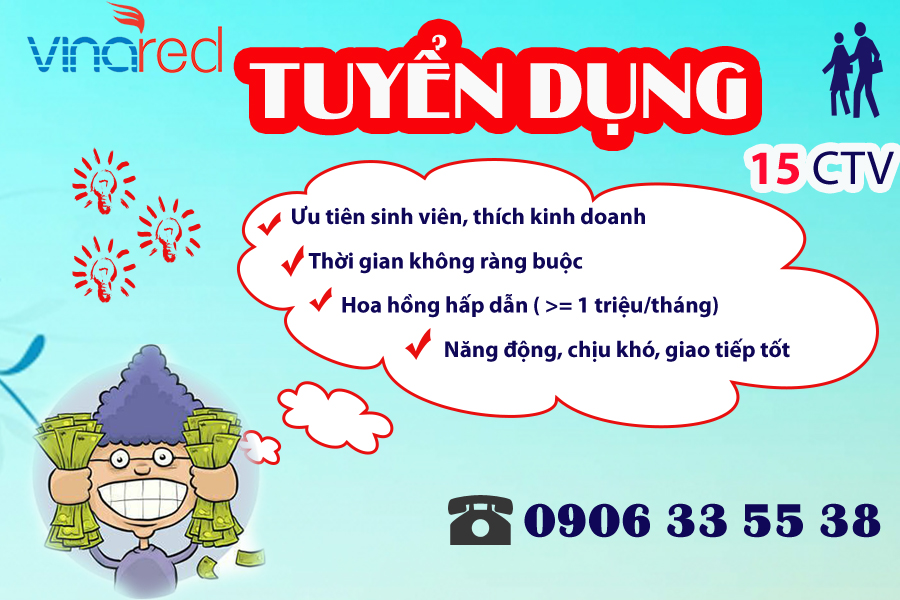 vinared
TUYỂN DỤNG
15 CTV
Ưu tiên sinh viên, thích kinh doanh
Thời gian không ràng buộc
Hoa hồng hấp dẫn ( >= 1 triệu/tháng)
Năng động, chịu khó, giao tiếp tốt
0906 33 55 38